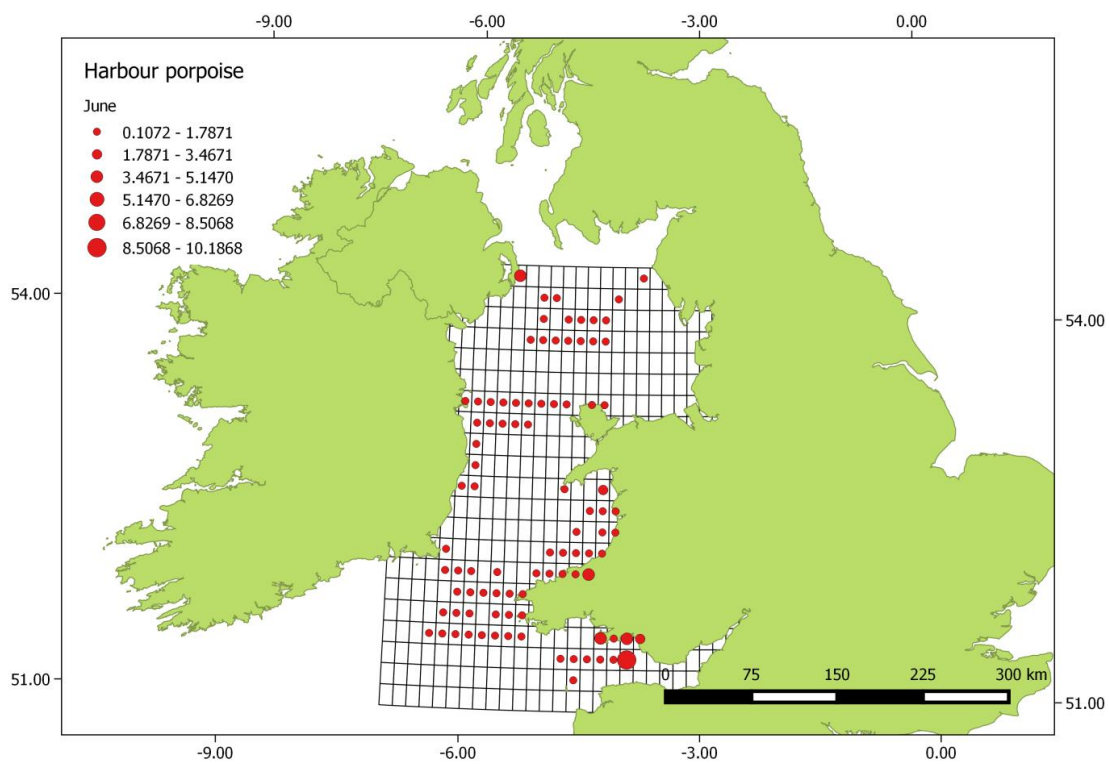 -9.00 -6.00 -3.00 0.00
Harbour porpoise
June
0.1072 - 1.7871
1.7871 - 3.4671
3.4671 - 5.1470
5.1470 - 6.8269
6.8269 - 8.5068
8.5068 - 10.1868
54.00
54.00
51.00
51.00
0 75 150 225 300 km
-9.00 -6.00 -3.00 0.00